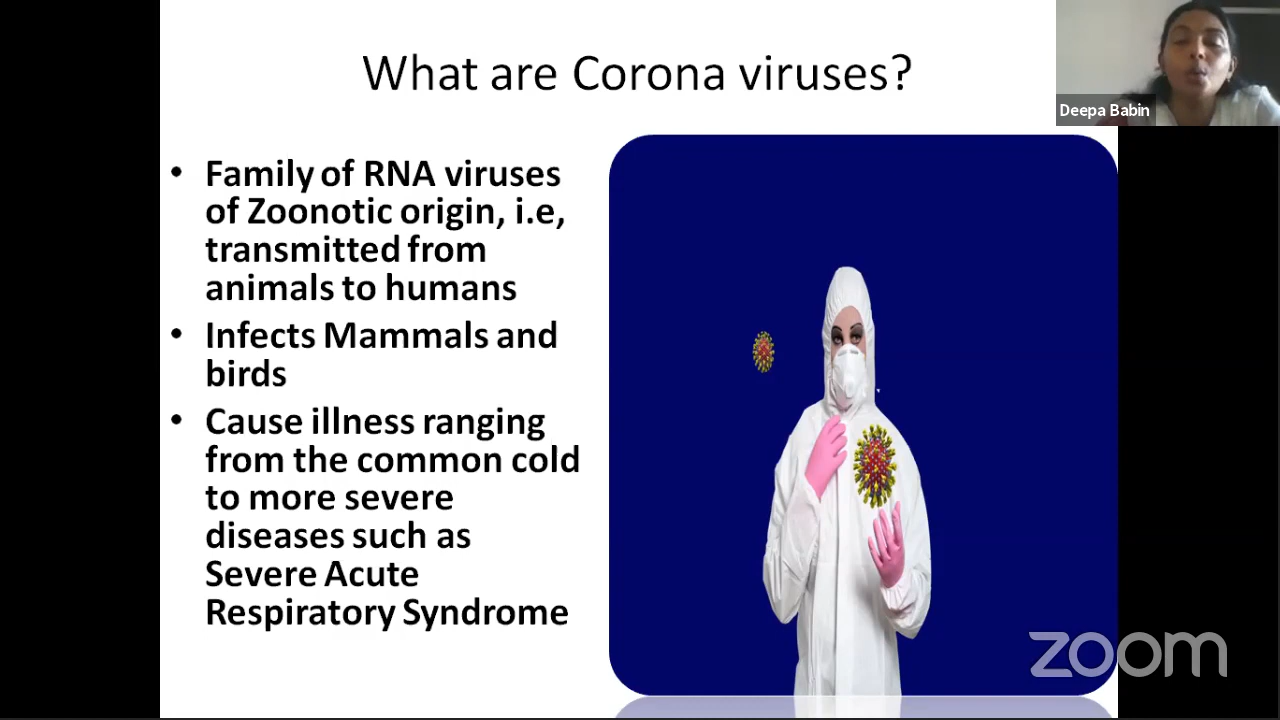 What are Corona viruses?
Deepa Babin
• Family of RNA viruses
of Zoonotic origin, i.e,
transmitted from
animals to humans
• Infects Mammals and
birds
• Cause illness ranging
from the common cold
to more severe
diseases such as
Severe Acute
Respiratory Syndrome
zoom